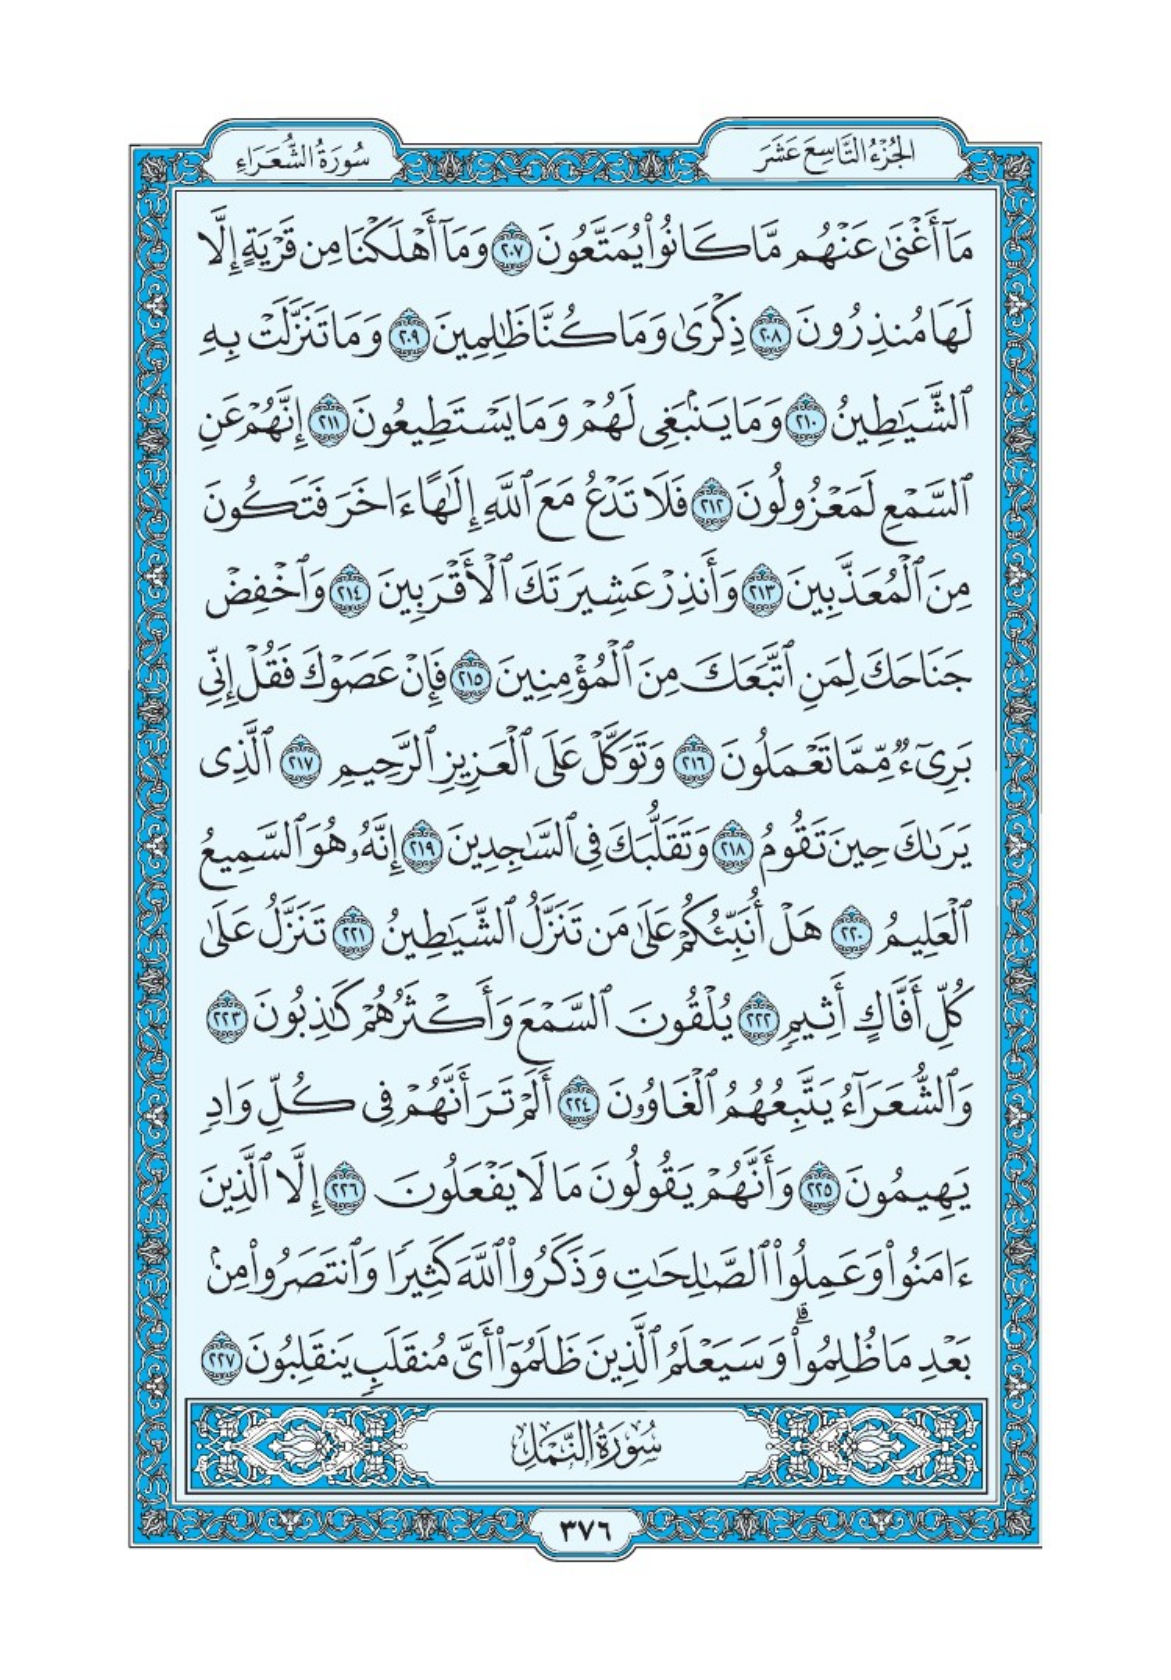 الجُزْءُ التَّاسِعَ عَشَرَ
سُورَةُ الشُّعَرَاءِ
مَآ أَغْنَىٰ عَنْهُم مَّا كَانُوا۟ يُمَتَّعُونَ ٢٠٧ وَمَآ أَهْلَكْنَا مِن قَرْيَةٍ إِلَّا
لَهَا مُنذِرُونَ ٢٠٨ ذِكْرَىٰ وَمَا كُنَّا ظَٰلِمِينَ ٢٠٩ وَمَا تَنَزَّلَتْ بِهِ
ٱلشَّيَٰطِينُ ٢١٠ وَمَا يَنۢبَغِى لَهُمْ وَمَا يَسْتَطِيعُونَ ٢١١ إِنَّهُمْ عَنِ
ٱلسَّمْعِ لَمَعْزُولُونَ ٢١٢ فَلَا تَدْعُ مَعَ ٱللَّهِ إِلَٰهًا ءَاخَرَ فَتَكُونَ
مِنَ ٱلْمُعَذَّبِينَ ٢١٣ وَأَنذِرْ عَشِيرَتَكَ ٱلْأَقْرَبِينَ ٢١٤ وَٱخْفِضْ
جَنَاحَكَ لِمَنِ ٱتَّبَعَكَ مِنَ ٱلْمُؤْمِنِينَ ٢١٥ فَإِنْ عَصَوْكَ فَقُلْ إِنِّى
بَرِىٓءٌ مِّمَّا تَعْمَلُونَ ٢١٦ وَتَوَكَّلْ عَلَى ٱلْعَزِيزِ ٱلرَّحِيمِ ٢١٧ ٱلَّذِى
يَرَىٰكَ حِينَ تَقُومُ ٢١٨ وَتَقَلُّبَكَ فِى ٱلسَّٰجِدِينَ ٢١٩ إِنَّهُۥ هُوَ ٱلسَّمِيعُ
ٱلْعَلِيمُ ٢٢٠ هَلْ أُنَبِّئُكُمْ عَلَىٰ مَن تَنَزَّلُ ٱلشَّيَٰطِينُ ٢٢١ تَنَزَّلُ عَلَىٰ
كُلِّ أَفَّاكٍ أَثِيمٍ ٢٢٢ يُلْقُونَ ٱلسَّمْعَ وَأَكْثَرُهُمْ كَٰذِبُونَ ٢٢٣
وَٱلشُّعَرَآءُ يَتَّبِعُهُمُ ٱلْغَاوُۥنَ ٢٢٤ أَلَمْ تَرَ أَنَّهُمْ فِى كُلِّ وَادٍ
يَهِيمُونَ ٢٢٥ وَأَنَّهُمْ يَقُولُونَ مَا لَا يَفْعَلُونَ ٢٢٦ إِلَّا ٱلَّذِينَ
ءَامَنُوا۟ وَعَمِلُوا۟ ٱلصَّٰلِحَٰتِ وَذَكَرُوا۟ ٱللَّهَ كَثِيرًا وَٱنتَصَرُوا۟ مِنۢ
بَعْدِ مَا ظُلِمُوا۟ ۗ وَسَيَعْلَمُ ٱلَّذِينَ ظَلَمُوٓا۟ أَىَّ مُنقَلَبٍ يَنقَلِبُونَ ٢٢٧
سُورَةُ النَّمْلِ
٣٧٦